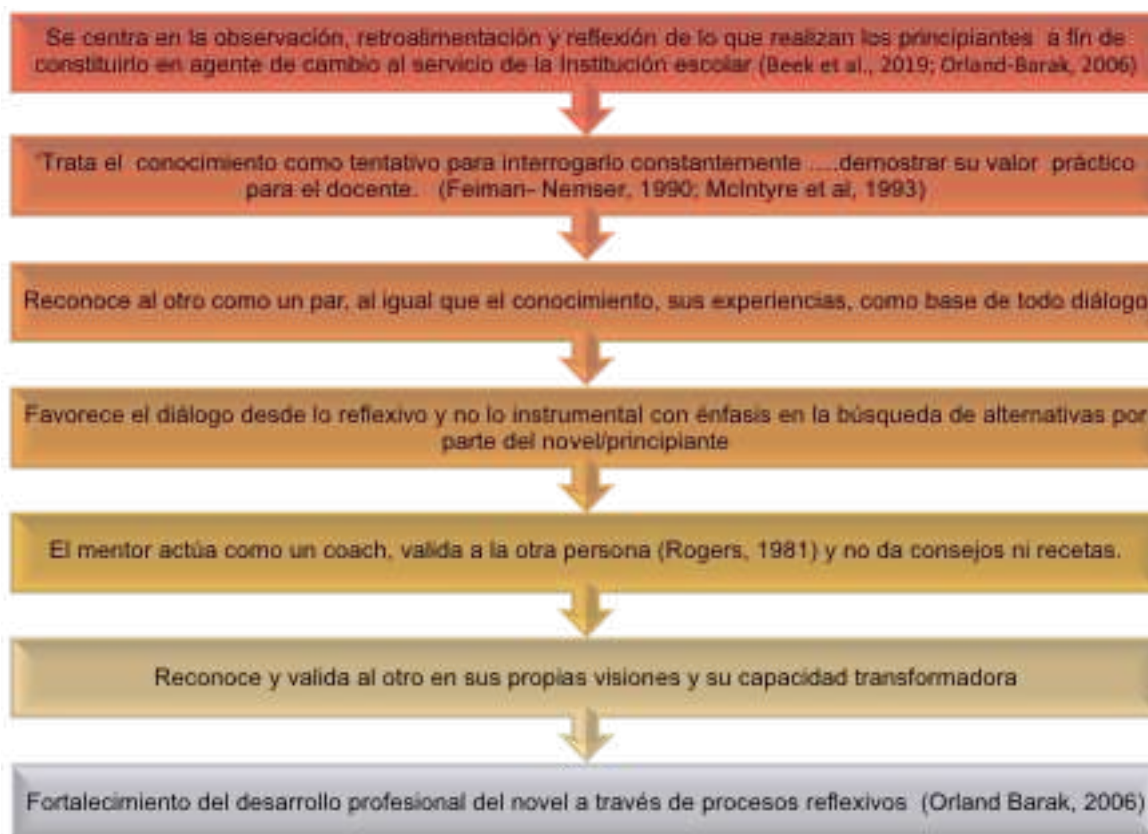 Se centra en la observación, retroalimentación y reflexión de lo que realizan los principiantes a fin de
constituirlo en agente de cambio al servicio de la Institución escolar (Beek et al., 2019; Orland-Barak, 2006)
"Trata el conocimiento como tentativo para interrogarlo constantemente ….demostrar su valor práctico
para el docente. (Feiman- Nemser, 1990; McIntyre et al, 1993)
Reconoce al otro como un par, al igual que el conocimiento, sus experiencias, como base de todo diálogo
Favorece el diálogo desde lo reflexivo y no lo instrumental con énfasis en la búsqueda de alternativas por
parte del novel/principiante
El mentor actúa como un coach, valida a la otra persona (Rogers, 1981) y no da consejos ni recetas.
Reconoce y valida al otro en sus propias visiones y su capacidad transformadora
Fortalecimiento del desarrollo profesional del novel a través de procesos reflexivos (Orland Barak, 2006)